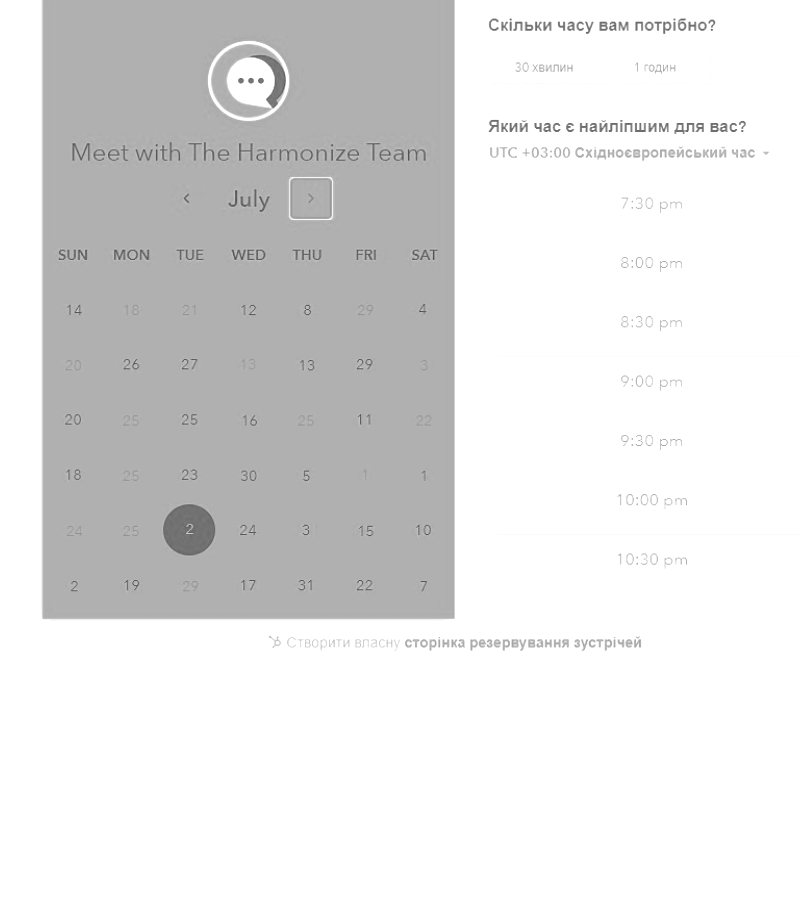 Meet with The Harmonize Team
July
SUN MON TUE WED THU FRI SAT
14 18 21 12 8 29 4
20 26 27 13 13 29 3
20 25 25 16 25 11 22
18 25 23 30 5 1 1
24 25 2 24 3 15 10
2 19 29 17 31 22 7
Скільки часу вам потрібно?
30 хвилин 1 годин
Який час є найліпшим для вас?
UTC +03:00 Східноєвропейський час
7:30 pm
8:00 pm
8:30 pm
9:00 pm
9:30 pm
10:00 pm
10:30 pm
Створити власну сторінка резервування зустрічей